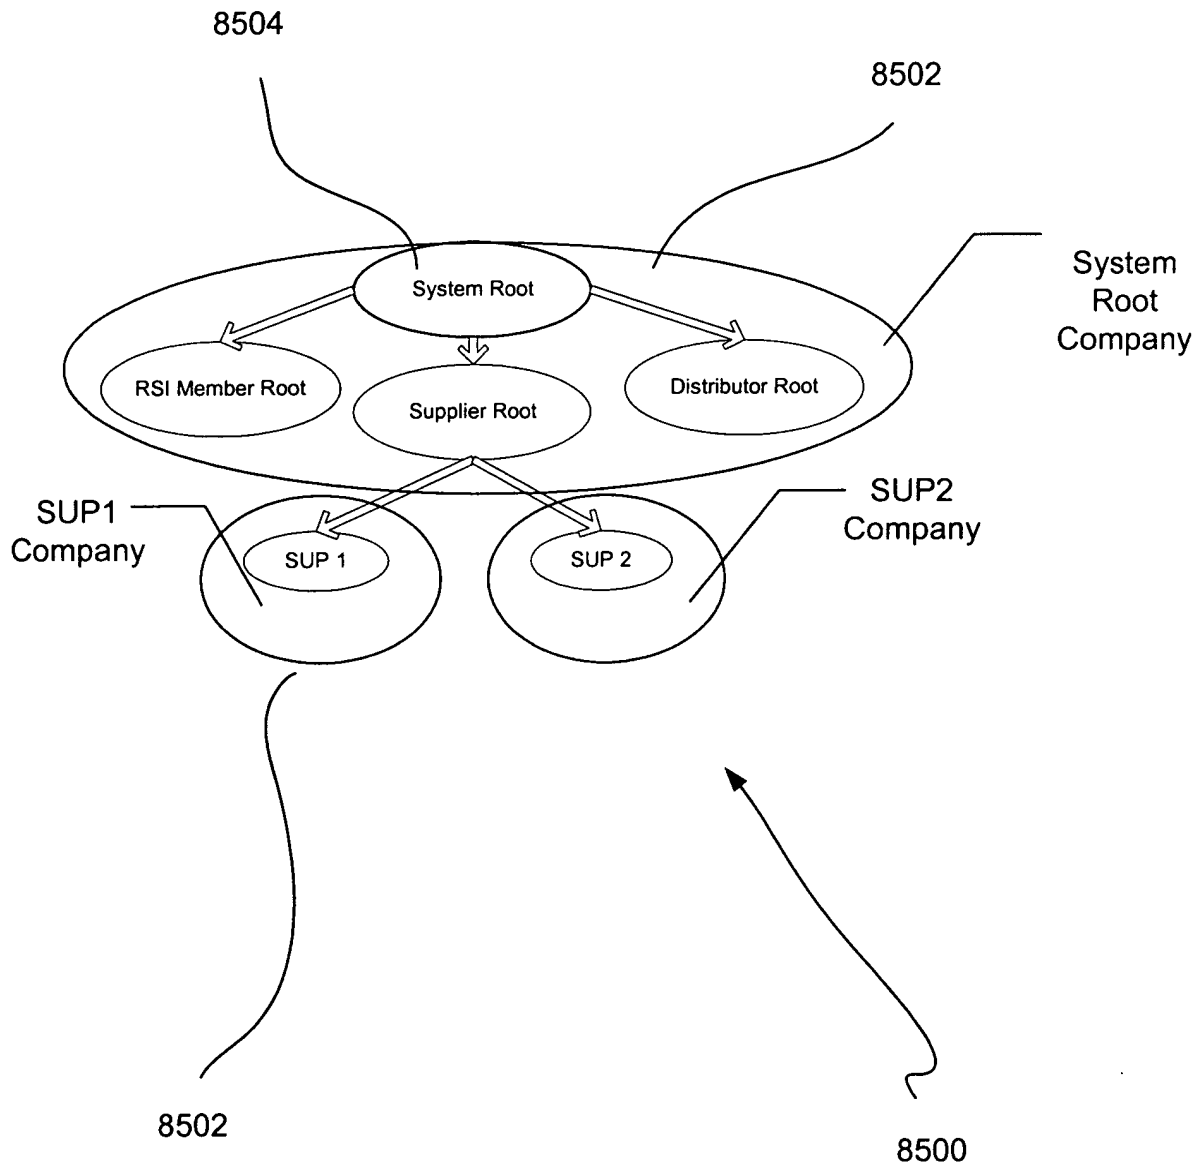 8504
8502
System Root
System
Root
Company
RSI Member Root
Supplier Root
Distributor Root
SUP1
Company
SUP2
Company
SUP 1
SUP 2
8502
8500